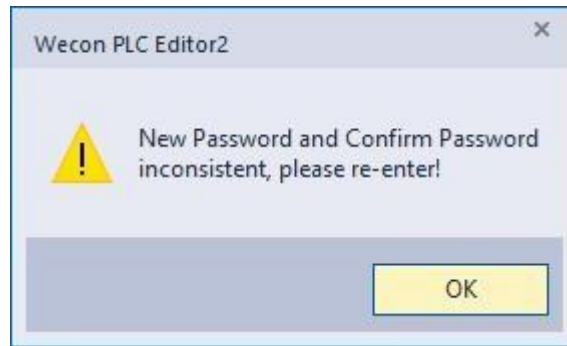 Wecon PLC Editor2
New Password and Confirm Password
inconsistent, please re-enter!
OK